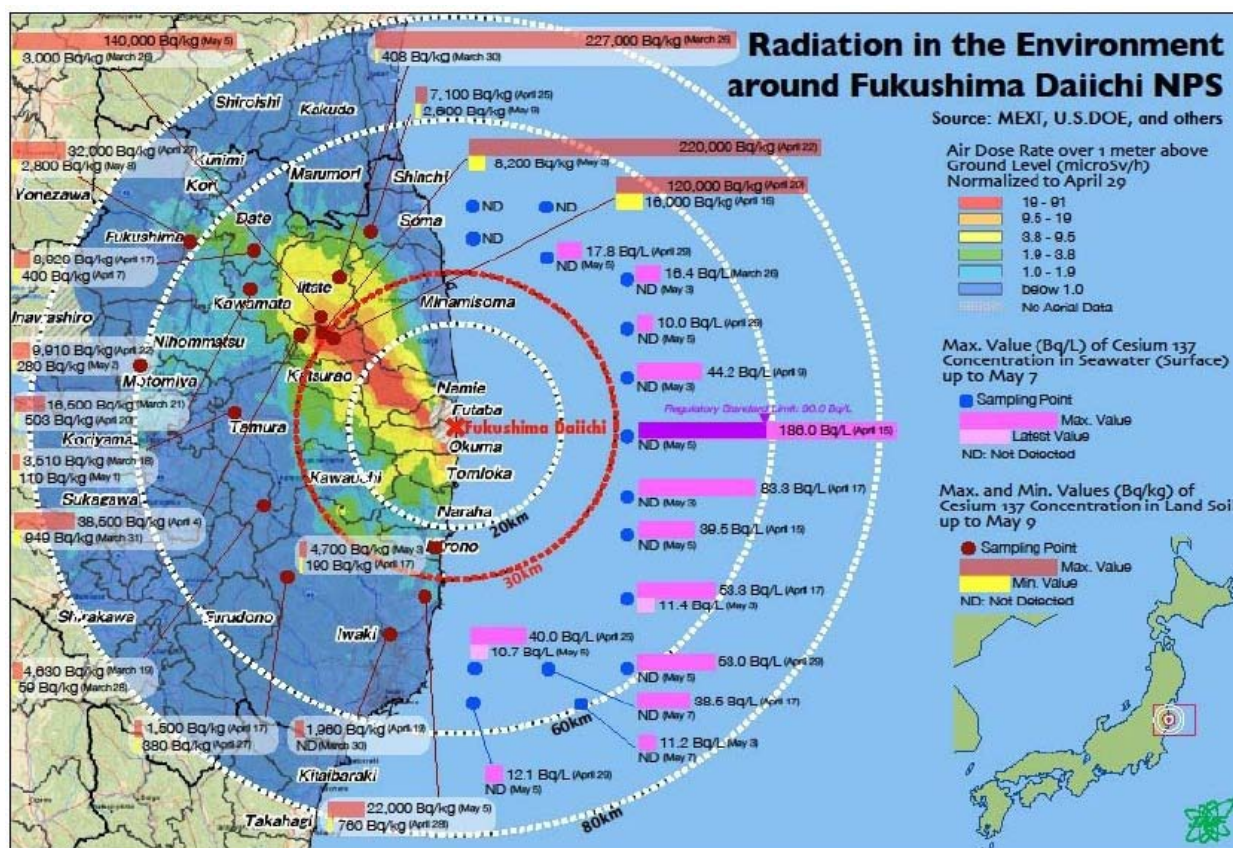 Radiation in the Environment
around Fukushima Daiichi NPS
Source: MEXT, U.S.DOE, and others
Air Dose Rate over 1 meter above
Ground Level (microSv/h)
Normalized to April 29
19 - 91
9.5 - 19
3.8 - 9.5
1.9 - 3.8
1.0 - 1.9
below 1.0
No Aerial Data
Max. Value (Bq/L) of Cesium 137
Concentration in Seawater (Surface)
up to May 7
Sampling Point
Max. Value
Latest Value
ND: Not Detected
Max. and Min. Values (Bq/kg) of
Cesium 137 Concentration in Land Soil
up to May 9
Sampling Point
Max. Value
Min. Value
ND: Not Detected
140,000 Bq/kg (May 5)
3,000 Bq/kg (March 26)
227,000 Bq/kg (March 26)
408 Bq/kg (March 30)
7,100 Bq/kg (April 25)
2,600 Bq/kg (May 9)
32,000 Bq/kg (April 27)
2,800 Bq/kg (May 8)
220,000 Bq/kg (April 22)
8,200 Bq/kg (May 3)
120,000 Bq/kg (April 20)
16,000 Bq/kg (April 16)
8,920 Bq/kg (April 17)
400 Bq/kg (April 7)
9,910 Bq/kg (April 22)
280 Bq/kg
16,500 Bq/kg (March 21)
503 Bq/kg (April 20)
3,510 Bq/kg (March 18)
110 Bq/kg (May 1)
38,500 Bq/kg (April 4)
949 Bq/kg (March 31)
4,700 Bq/kg (May 3
190 Bq/kg (April 17)
4,630 Bq/kg (March 19)
59 Bq/kg (March 28)
1,500 Bq/kg (April 17)
380 Bq/kg (April 27)
1,960 Bq/kg
ND (March 30)
22,000 Bq/kg (May 5)
760 Bq/kg (April 28)
Shiroishi
Kakuda
Kunimi
Kori
Marumori
Shinchi
Yonezawa
Date
Soma
Fukushima
Iitate
Kawamata
Minamisoma
Inawashiro
Nihommatsu
Motomiya
Katsurao
Namie
Futaba
Fukushima Daiichi
Koriyama
Tamura
Okuma
Kawauchi
Tomioka
Sukagawa
Naraha
Hirono
Shirakawa
Furudono
Iwaki
Kitaibaraki
Takahagi
20km
30km
60km
80km
ND
ND
ND
17.8 Bq/L (April 29)
ND (May 5)
16.4 Bq/L (March 26)
ND (May 3)
10.0 Bq/L (April 29)
ND (May 5)
44.2 Bq/L (April 9)
ND (May 3)
Regulatory Standard Limit: 90.0 Bq/L
186.0 Bq/L (April 15)
ND (May 5)
83.3 Bq/L (April 17)
ND (May 3)
39.5 Bq/L (April 15)
ND (May 5)
53.3 Bq/L (April 17)
11.4 Bq/L (May 3)
40.0 Bq/L (April 25)
10.7 Bq/L
53.0 Bq/L (April 29)
ND (May 5)
38.5 Bq/L (April 17)
ND (May 7)
11.2 Bq/L (May 3)
ND (May 7)
12.1 Bq/L (April 29)
ND (May 5)